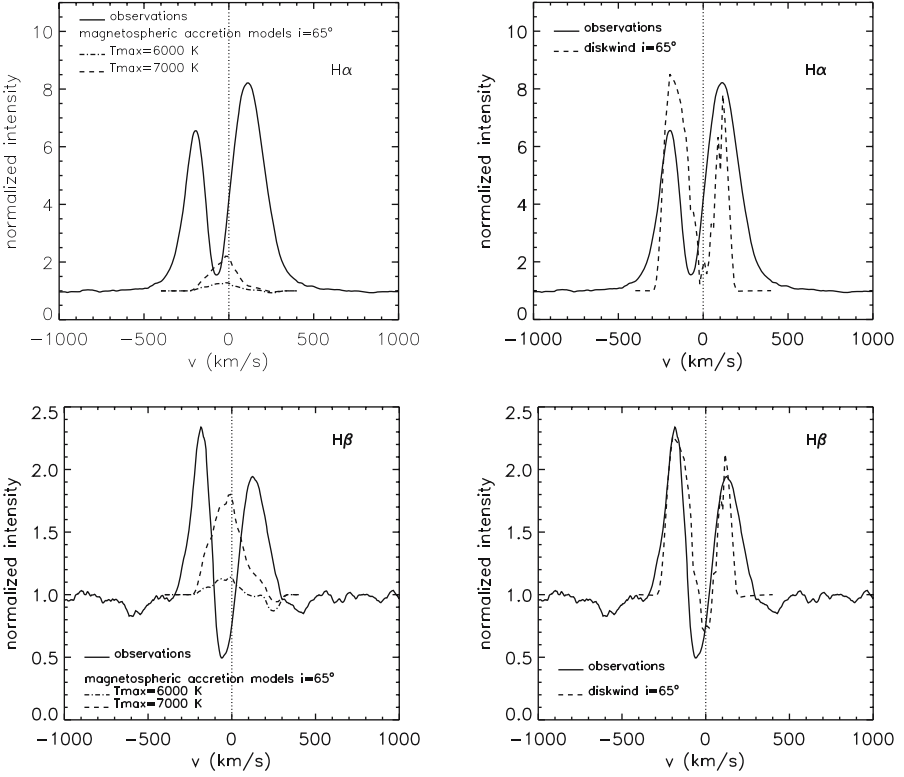 observations
magnetospheric accretion models i=65°
Tmax=6000 K
Tmax=7000 K
Hα
normalized intensity
10
8
6
4
2
0
-1000 -500 0 500 1000
v (km/s)
observations
diskwind i=65°
Hα
normalized intensity
10
8
6
4
2
0
-1000 -500 0 500 1000
v (km/s)
Hβ
normalized intensity
2.5
2.0
1.5
1.0
0.5
0.0
observations
magnetospheric accretion models i=65°
Tmax=6000 K
Tmax=7000 K
-1000 -500 0 500 1000
v (km/s)
Hβ
normalized intensity
2.5
2.0
1.5
1.0
0.5
0.0
observations
diskwind i=65°
-1000 -500 0 500 1000
v (km/s)